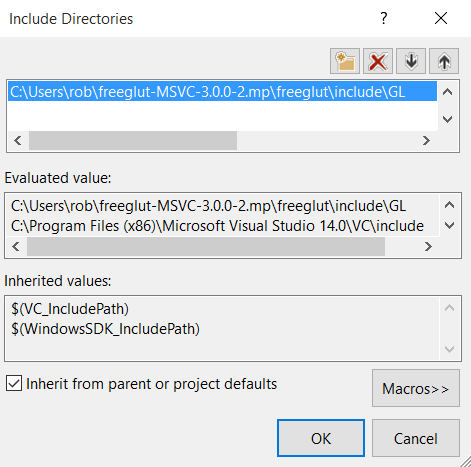 Include Directories
?
C:\Users\rob\freeglut-MSVC-3.0.0-2.mp\freeglut\include\GL
Evaluated value:
C:\Users\rob\freeglut-MSVC-3.0.0-2.mp\freeglut\include\GL
C:\Program Files (x86)\Microsoft Visual Studio 14.0\VC\include
Inherited values:
$(VC_IncludePath)
$(WindowsSDK_IncludePath)
Inherit from parent or project defaults
Macros>>
OK
Cancel